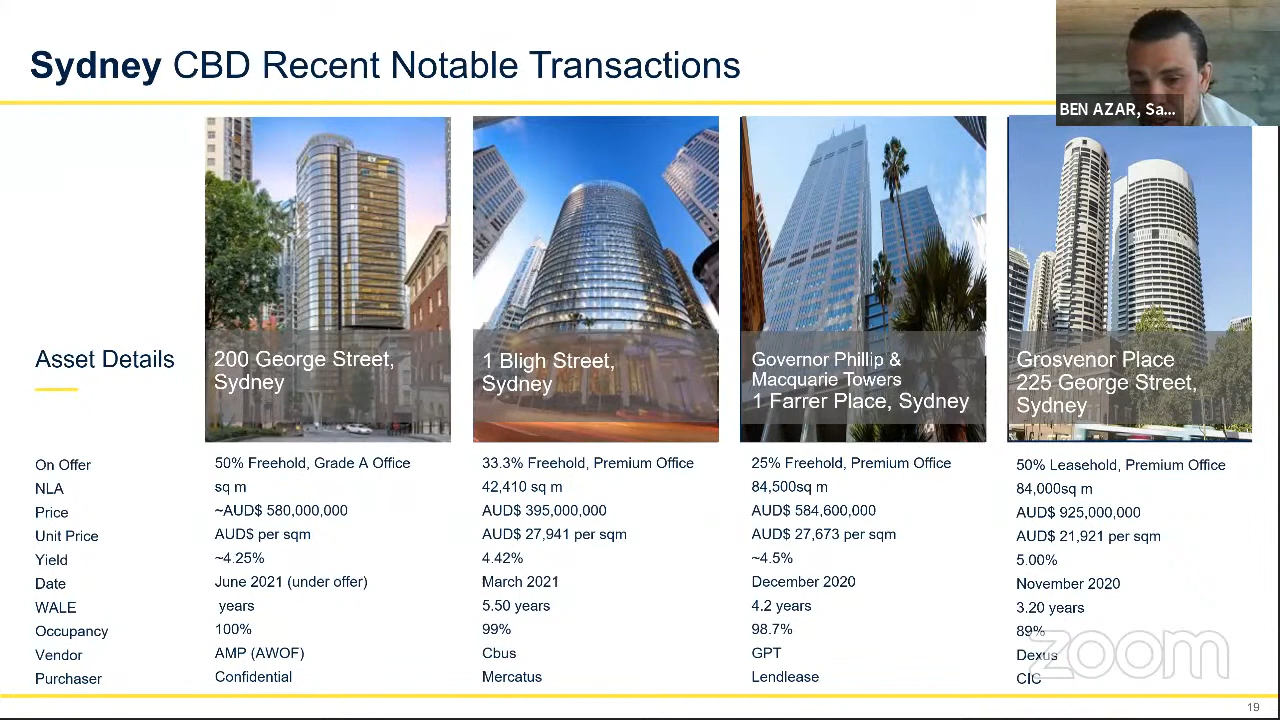 Sydney CBD Recent Notable Transactions
BEN AZAR, Sa...
EY
Asset Details
200 George Street,
Sydney
1 Bligh Street,
Sydney
Governor Phillip &
Macquarie Towers
1 Farrer Place, Sydney
Grosvenor Place
225 George Street,
Sydney
On Offer 50% Freehold, Grade A Office 33.3% Freehold, Premium Office 25% Freehold, Premium Office 50% Leasehold, Premium Office
NLA sq m 42,410 sq m 84,500sq m 84,000sq m
Price ~AUD$ 580,000,000 AUD$ 395,000,000 AUD$ 584,600,000 AUD$ 925,000,000
Unit Price AUD$ per sqm AUD$ 27,941 per sqm AUD$ 27,673 per sqm AUD$ 21,921 per sqm
Yield ~4.25% 4.42% ~4.5% 5.00%
Date June 2021 (under offer) March 2021 December 2020 November 2020
WALE years 5.50 years 4.2 years 3.20 years
Occupancy 100% 99% 98.7% 89%
Vendor AMP (AWOF) Cbus GPT Dexus
Purchaser Confidential Mercatus Lendlease CIC
zoom
19